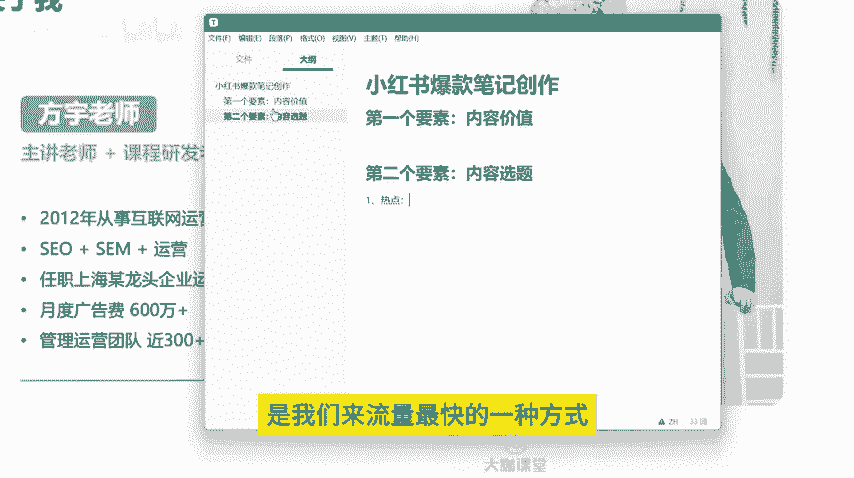 关于我
方宇老师
主讲老师 + 课程研发
• 2012年从事互联网运营
• SEO + SEM + 运营
• 任职上海某龙头企业运
• 月度广告费 600万+
• 管理运营团队 近300+
文件(F) 编辑(E) 段落(P) 格式(O) 视图(V) 主题(T) 帮助(H)
文件 大纲
小红书爆款笔记创作
第一个要素：内容价值
第二个要素：内容选题
小红书爆款笔记创作
第一个要素：内容价值
第二个要素：内容选题
1、热点：
是我们来流量最快的一种方式
大咖课堂